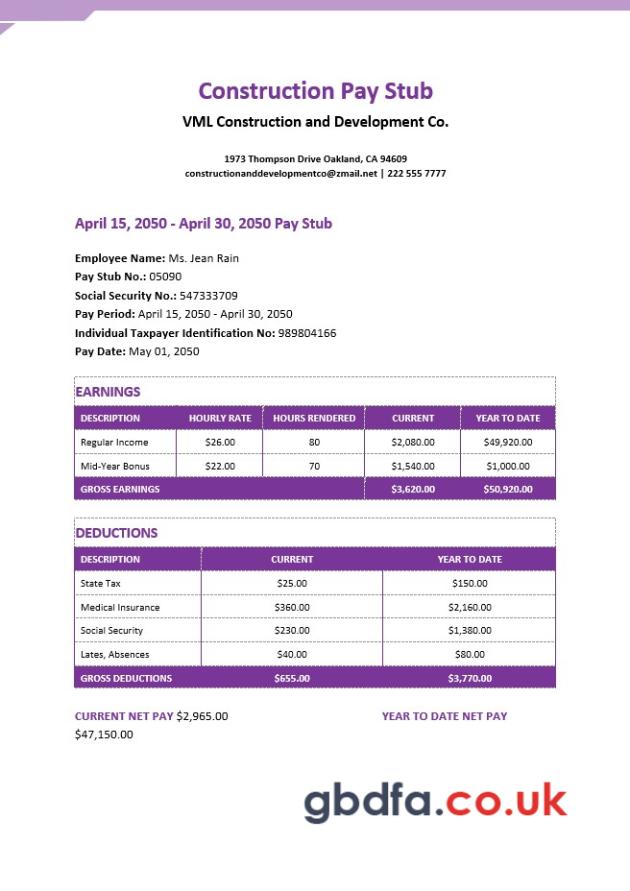 Construction Pay Stub
VML Construction and Development Co.
1973 Thompson Drive Oakland, CA 94609
constructionanddevelopmentco@zmail.net | 222 555 7777
April 15, 2050 - April 30, 2050 Pay Stub
Employee Name: Ms. Jean Rain
Pay Stub No.: 05090
Social Security No.: 547333709
Pay Period: April 15, 2050 - April 30, 2050
Individual Taxpayer Identification No: 989804166
Pay Date: May 01, 2050
EARNINGS
DESCRIPTION HOURLY RATE HOURS RENDERED CURRENT YEAR TO DATE
Regular Income $26.00 80 $2,080.00 $49,920.00
Mid-Year Bonus $22.00 70 $1,540.00 $1,000.00
GROSS EARNINGS $3,620.00 $50,920.00
DEDUCTIONS
DESCRIPTION CURRENT YEAR TO DATE
State Tax $25.00 $150.00
Medical Insurance $360.00 $2,160.00
Social Security $230.00 $1,380.00
Lates, Absences $40.00 $80.00
GROSS DEDUCTIONS $655.00 $3,770.00
CURRENT NET PAY $2,965.00 YEAR TO DATE NET PAY
$47,150.00
gbdfa.co.uk